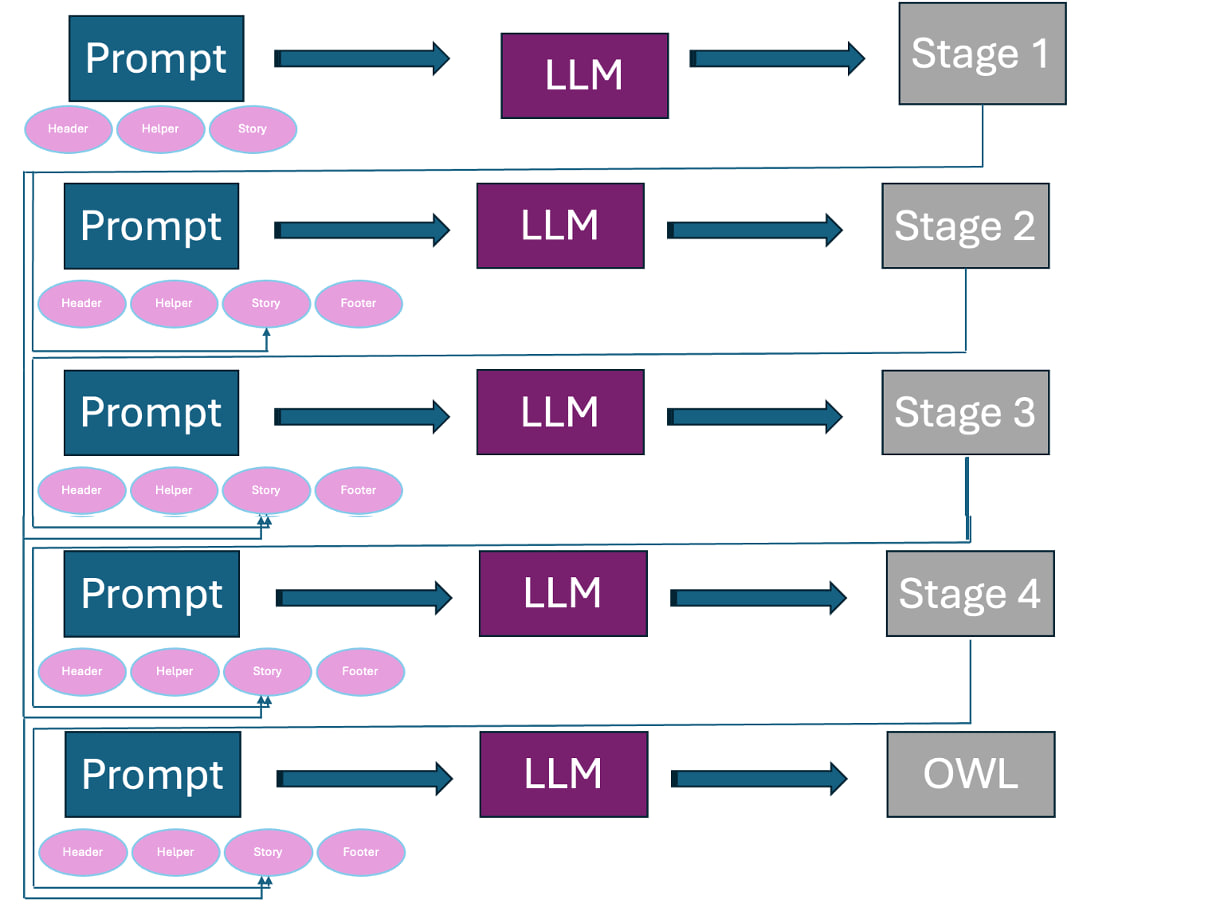 Prompt
LLM
Stage 1
Header
Helper
Story
Prompt
LLM
Stage 2
Header
Helper
Story
Footer
Prompt
LLM
Stage 3
Header
Helper
Story
Footer
Prompt
LLM
Stage 4
Header
Helper
Story
Footer
Prompt
LLM
OWL
Header
Helper
Story
Footer